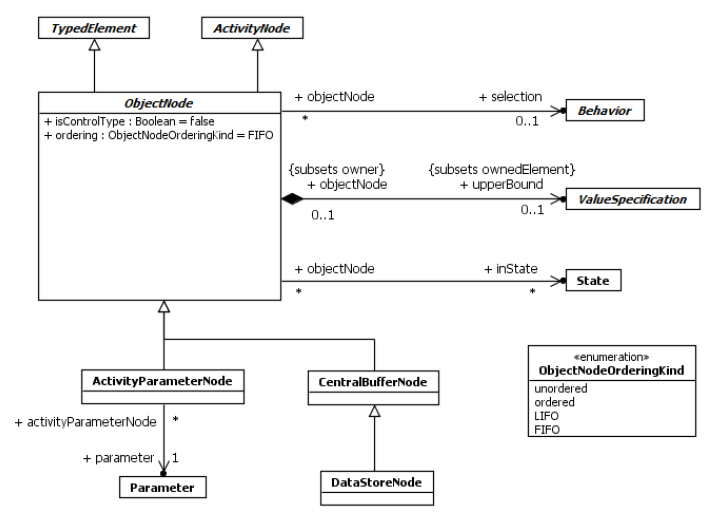 TypedElement
ActivityNode
ObjectNode
+ isControlType : Boolean = false
+ ordering : ObjectNodeOrderingKind = FIFO
+ objectNode
+ selection
*
0..1
Behavior
{subsets owner}
{subsets ownedElement}
+ objectNode
+ upperBound
0..1
0..1
ValueSpecification
+ objectNode
+ inState
*
*
State
ActivityParameterNode
CentralBufferNode
«enumeration»
ObjectNodeOrderingKind
unordered
ordered
LIFO
FIFO
+ activityParameterNode
*
+ parameter
1
Parameter
DataStoreNode